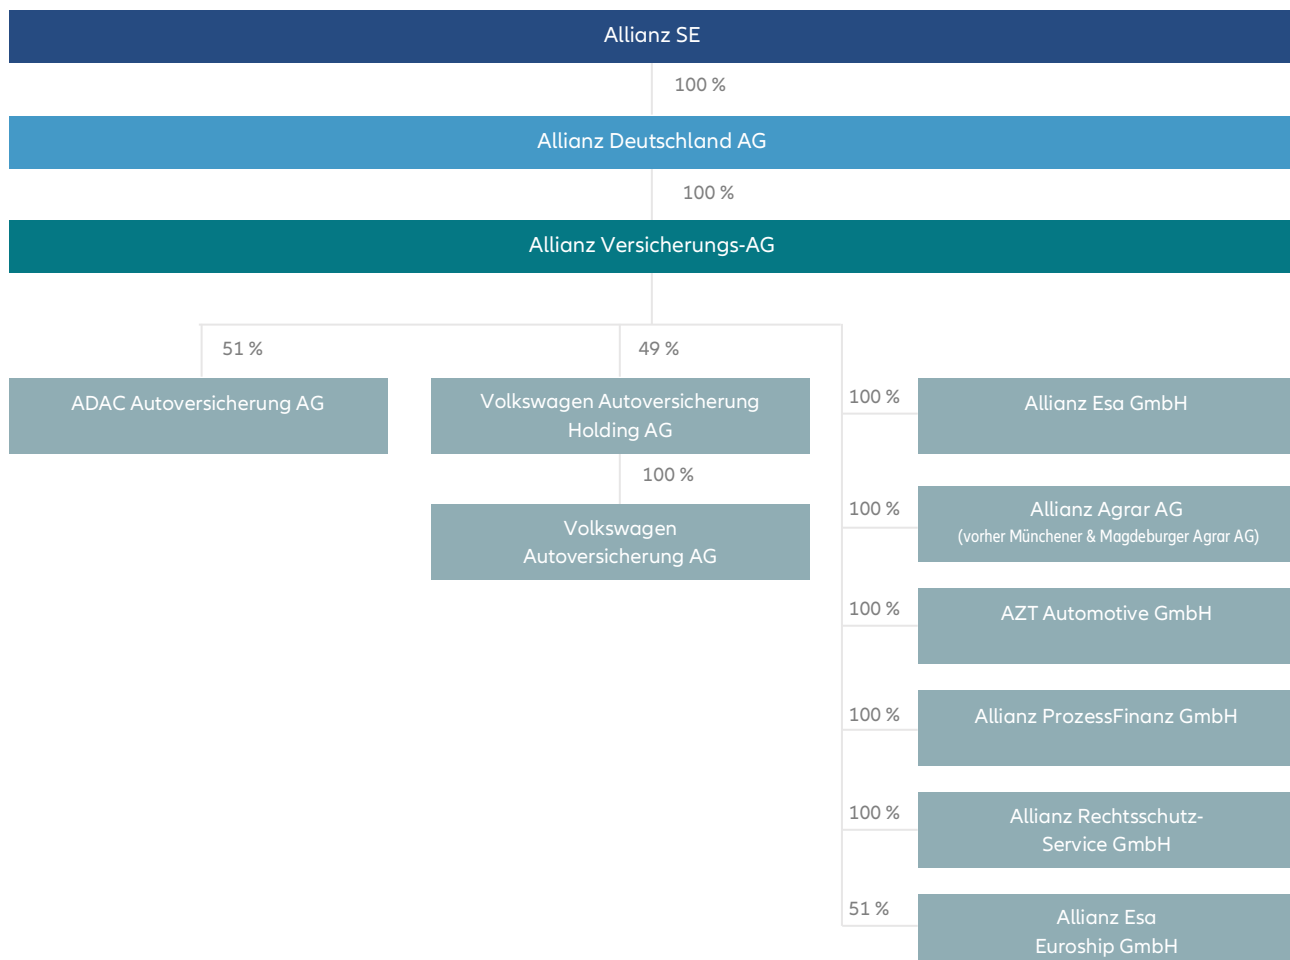 Allianz SE
100 %
Allianz Deutschland AG
100 %
Allianz Versicherungs-AG
51 %
49 %
ADAC Autoversicherung AG
Volkswagen Autoversicherung
Holding AG
100 %
Volkswagen
Autoversicherung AG
100 %
Allianz Esa GmbH
100 %
Allianz Agrar AG
(vorher Münchener & Magdeburger Agrar AG)
100 %
AZT Automotive GmbH
100 %
Allianz ProzessFinanz GmbH
100 %
Allianz Rechtsschutz-
Service GmbH
51 %
Allianz Esa
Euroship GmbH